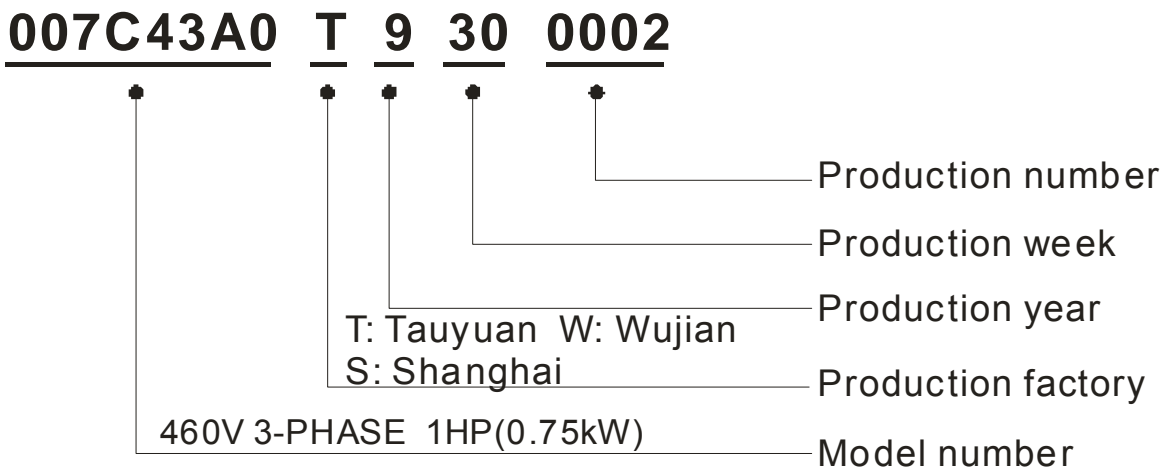 007C43A0 T 9 30 0002
Production number
Production week
Production year
T: Tauyuan W: Wujian
S: Shanghai
Production factory
460V 3-PHASE 1HP(0.75kW)
Model number